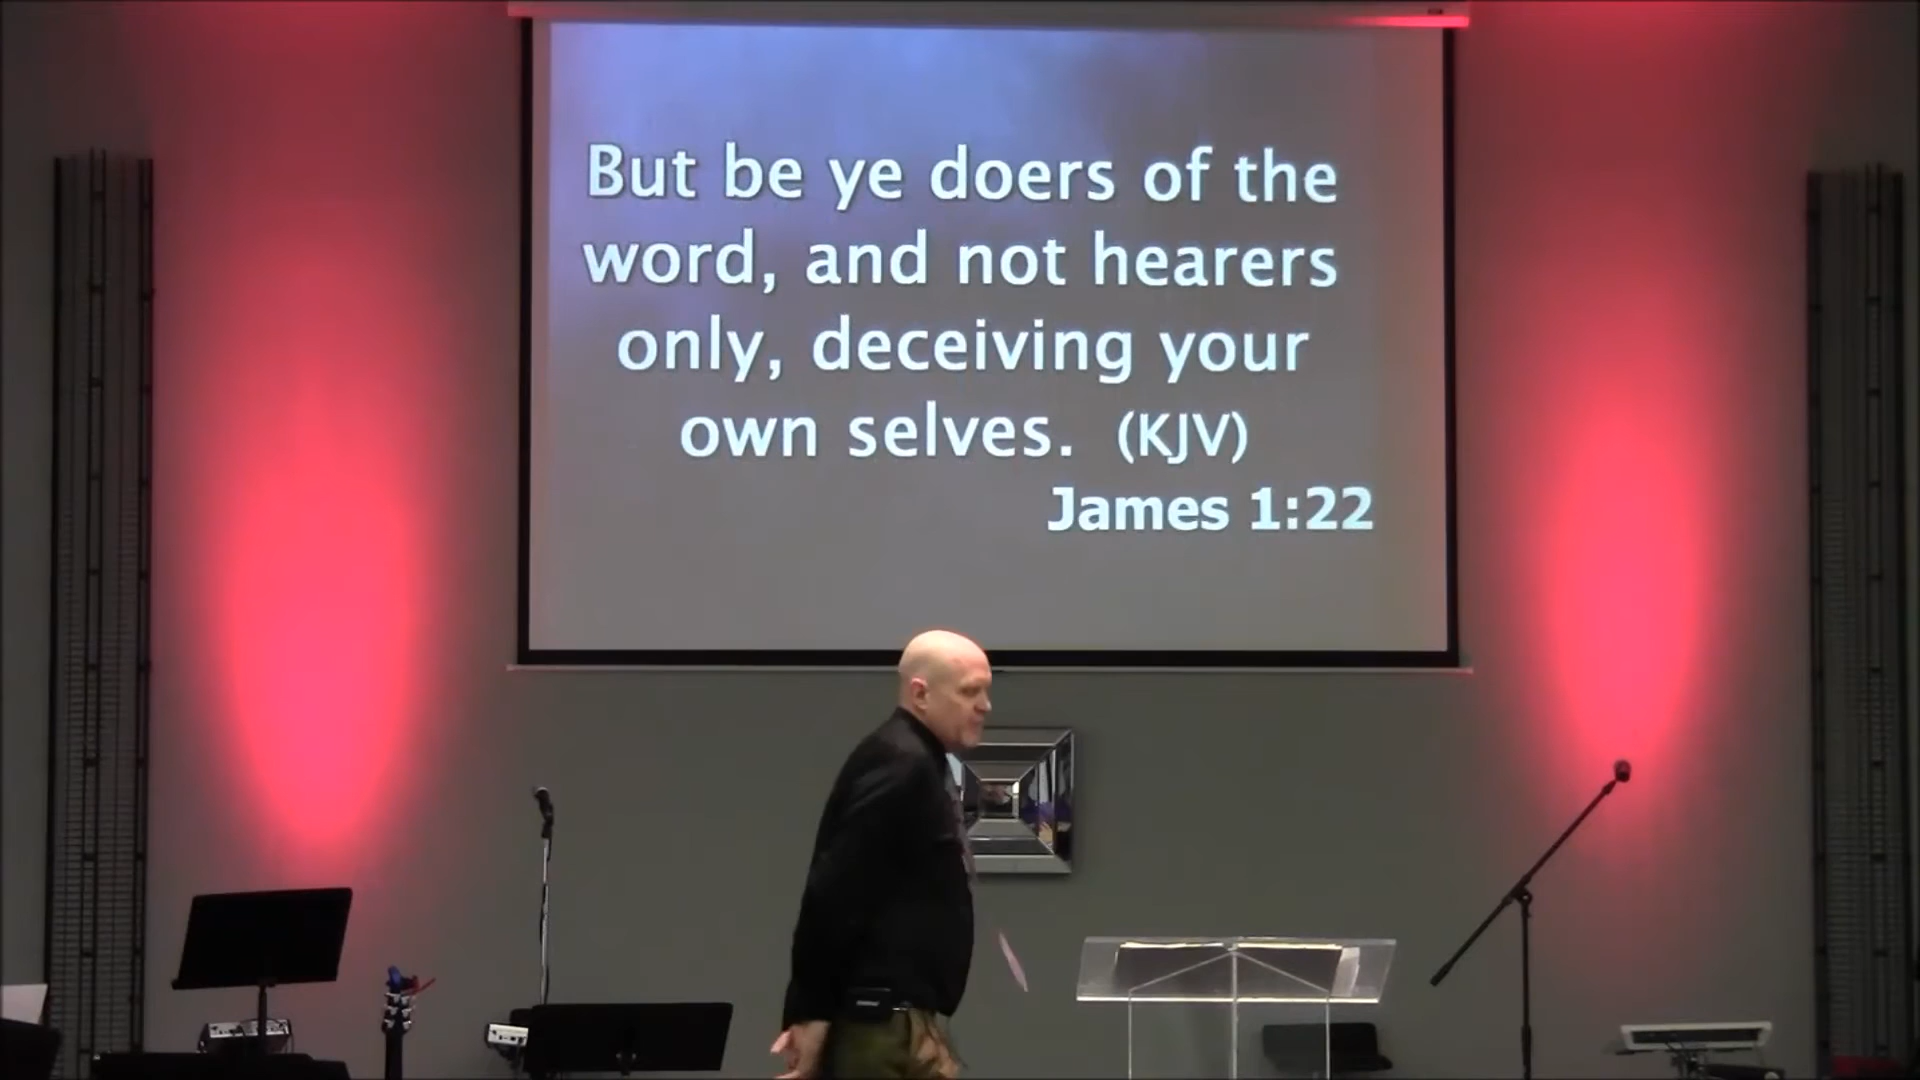 But be ye doers of the
word, and not hearers
only, deceiving your
own selves. (KJV)
James 1:22